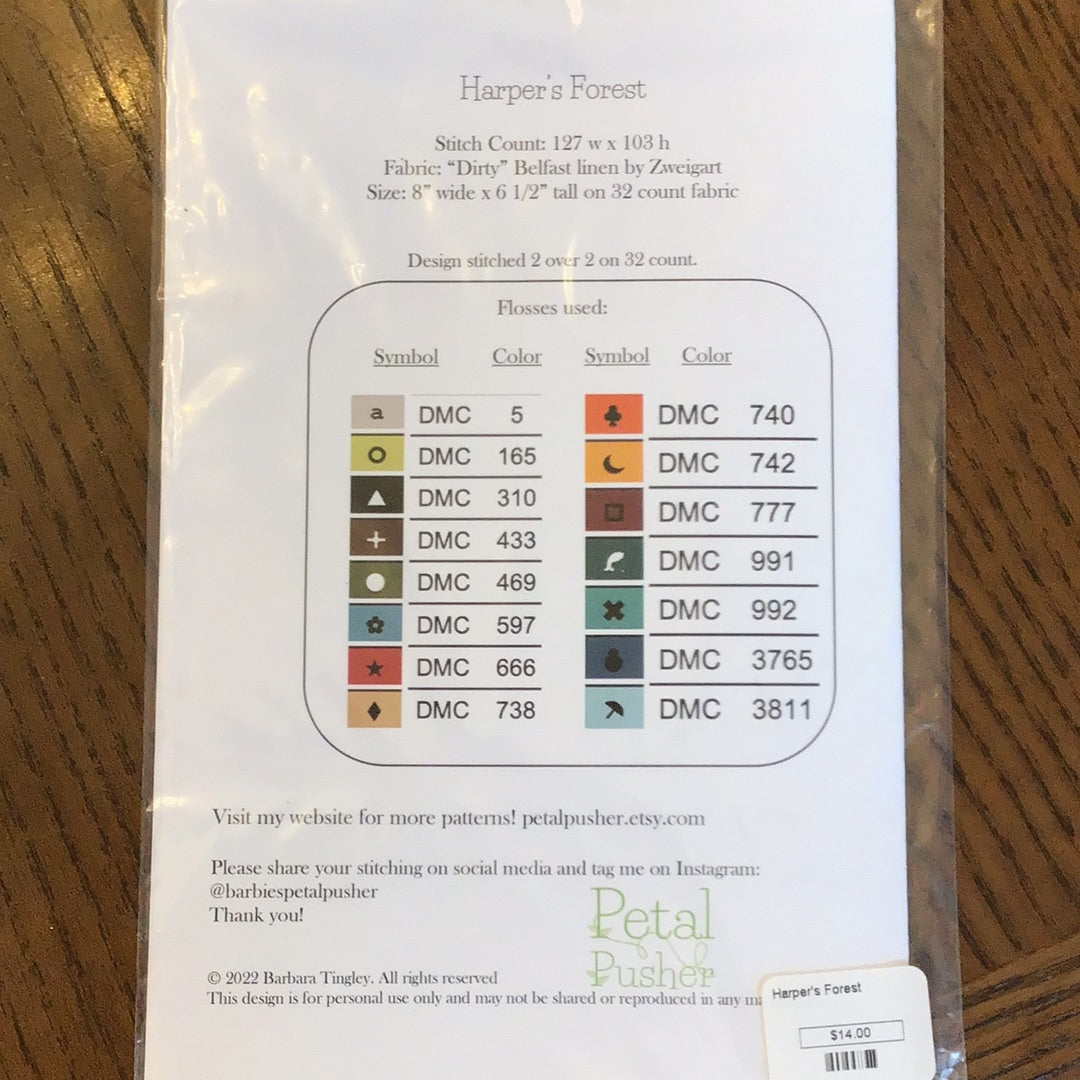 Harper's Forest
Stitch Count: 127 w x 103 h
Fabric: “Dirty” Belfast linen by Zweigart
Size: 8” wide x 6 1/2” tall on 32 count fabric
Design stitched 2 over 2 on 32 count.
Flosses used:
Symbol Color Symbol Color
a DMC 5 DMC 740
DMC 165 DMC 742
DMC 310 DMC 777
DMC 433 DMC 991
DMC 469 DMC 992
DMC 597 DMC 3765
DMC 666 DMC 3811
DMC 738
Visit my website for more patterns! petalpusher.etsy.com
Please share your stitching on social media and tag me on Instagram:
@barbiespetalpusher
Thank you!
Petal
Pusher
© 2022 Barbara Tingley. All rights reserved
This design is for personal use only and may not be shared or reproduced in any
Harper's Forest
$14.00